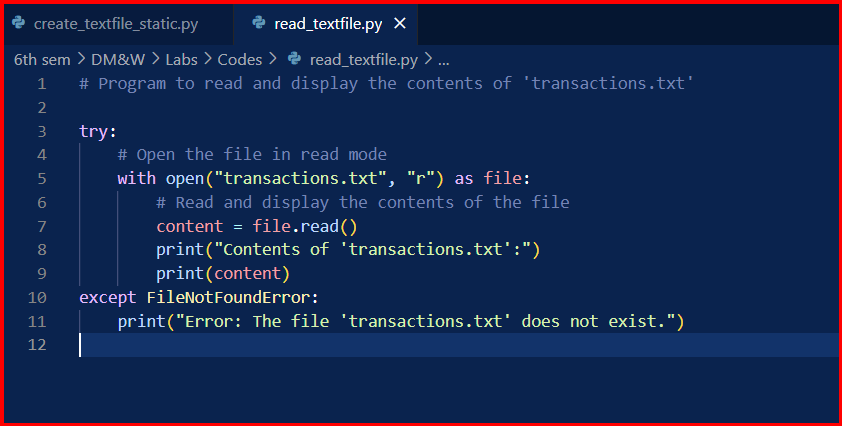 create_textfile_static.py read_textfile.py ×
6th sem > DM&W > Labs > Codes > read_textfile.py > ...
1 # Program to read and display the contents of 'transactions.txt'
2
3 try:
4     # Open the file in read mode
5     with open("transactions.txt", "r") as file:
6         # Read and display the contents of the file
7         content = file.read()
8         print("Contents of 'transactions.txt':")
9         print(content)
10 except FileNotFoundError:
11     print("Error: The file 'transactions.txt' does not exist.")
12